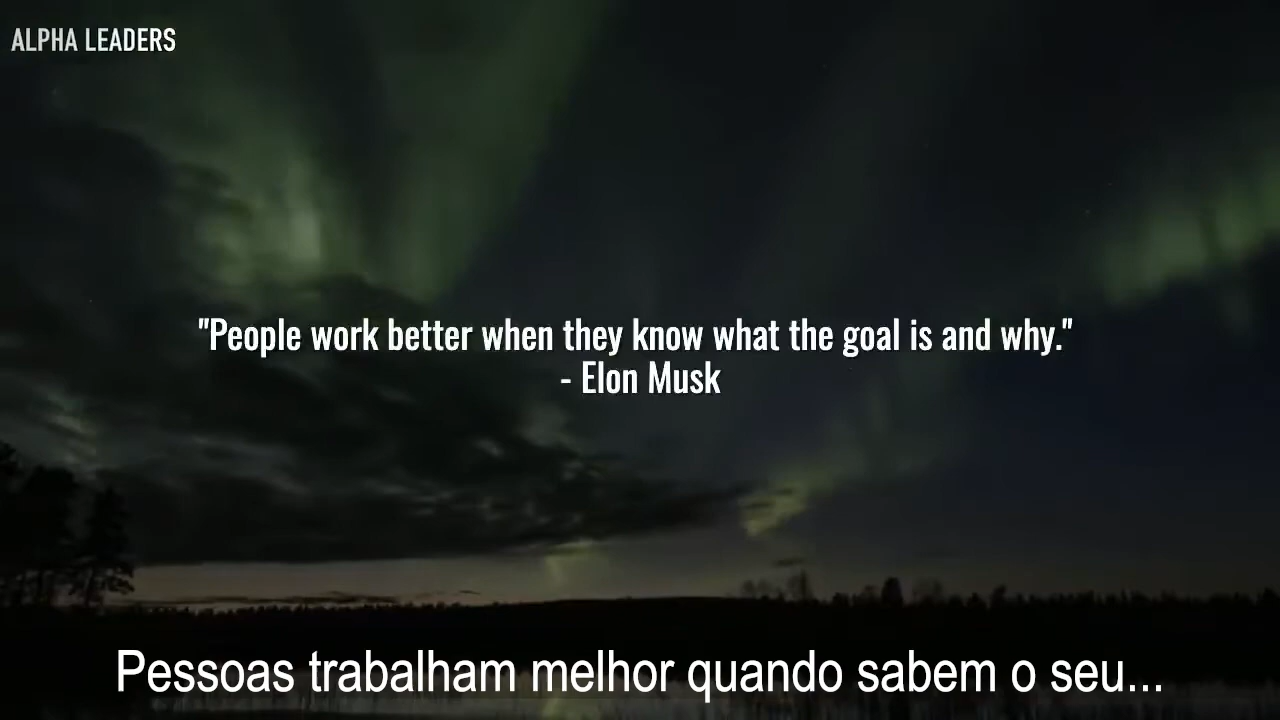 ALPHA LEADERS
"People work better when they know what the goal is and why."
- Elon Musk
Pessoas trabalham melhor quando sabem o seu...